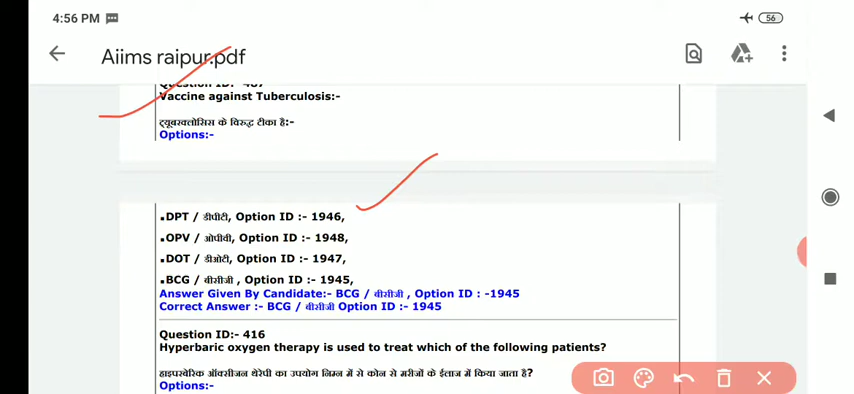 4:56 PM
56
Aiims raipur.pdf
Question ID:- 487
Vaccine against Tuberculosis:-
ट्यूबरक्लोसिस के विरुद्ध टीका है:-
Options:-
▪DPT / डीपीटी, Option ID :- 1946,
▪OPV / ओपीवी, Option ID :- 1948,
▪DOT / डीओटी, Option ID :- 1947,
▪BCG / बीसीजी , Option ID :- 1945,
Answer Given By Candidate:- BCG / बीसीजी , Option ID : -1945
Correct Answer :- BCG / बीसीजी Option ID :- 1945
Question ID:- 416
Hyperbaric oxygen therapy is used to treat which of the following patients?
हाइपरबेरिक ऑक्सीजन थेरेपी का उपयोग निम्न में से कोन से मरीजों के ईलाज में किया जाता है?
Options:-